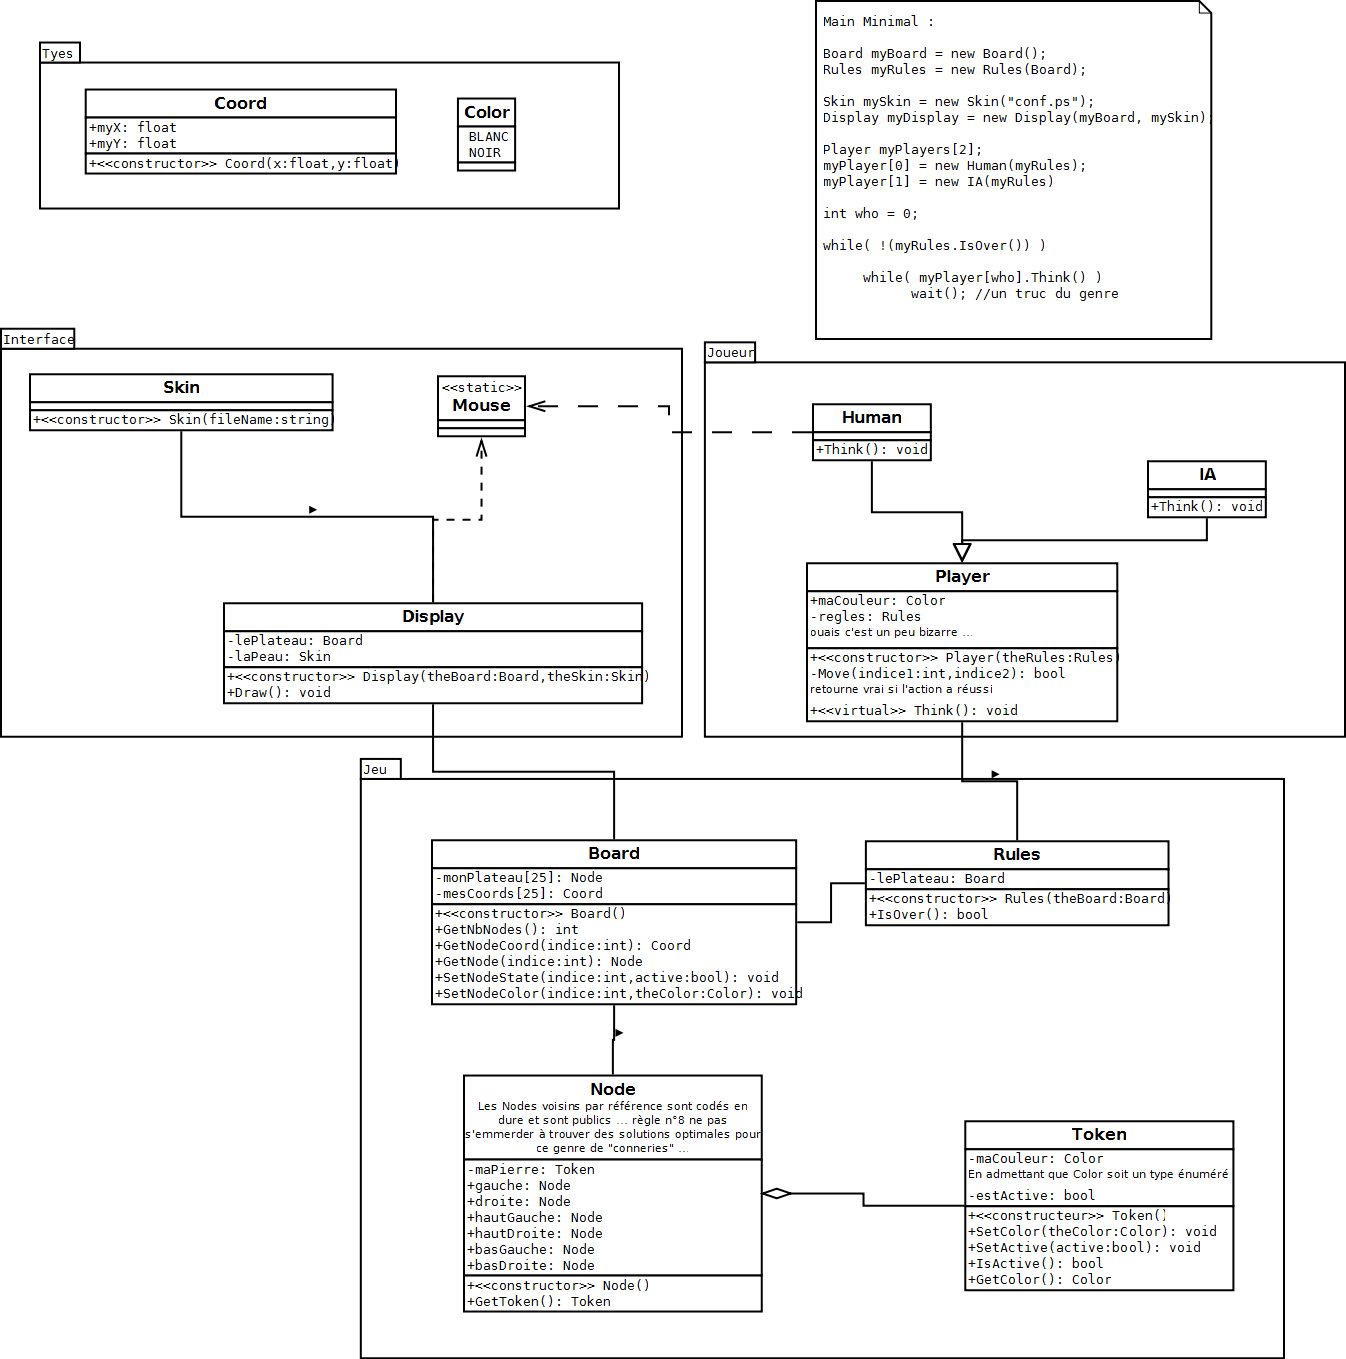 Tyes
Coord
+myX: float
+myY: float
+<<constructor>> Coord(x:float,y:float)
Color
BLANC
NOIR
Main Minimal :
Board myBoard = new Board();
Rules myRules = new Rules(Board);
Skin mySkin = new Skin("conf.ps");
Display myDisplay = new Display(myBoard, mySkin);
Player myPlayers[2];
myPlayer[0] = new Human(myRules);
myPlayer[1] = new IA(myRules)
int who = 0;
while( !(myRules.IsOver()) )
while( myPlayer[who].Think() )
wait(); //un truc du genre
Interface
Skin
+<<constructor>> Skin(fileName:string)
<<static>>
Mouse
Display
-lePlateau: Board
-laPeau: Skin
+<<constructor>> Display(theBoard:Board,theSkin:Skin)
+Draw(): void
Joueur
Human
+Think(): void
IA
+Think(): void
Player
+maCouleur: Color
-regles: Rules
ouais c'est un peu bizarre ...
+<<constructor>> Player(theRules:Rules)
-Move(indice1:int,indice2): bool
retourne vrai si l'action a réussi
+<<virtual>> Think(): void
Jeu
Board
-monPlateau[25]: Node
-mesCoords[25]: Coord
+<<constructor>> Board()
+GetNbNodes(): int
+GetNodeCoord(indice:int): Coord
+GetNode(indice:int): Node
+SetNodeState(indice:int,active:bool): void
+SetNodeColor(indice:int,theColor:Color): void
Rules
-lePlateau: Board
+<<constructor>> Rules(theBoard:Board)
+IsOver(): bool
Node
Les Nodes voisins par référence sont codés en
dure et sont publics ... règle n°8 ne pas
s'emmerder à trouver des solutions optimales pour
ce genre de "conneries" ...
-maPierre: Token
+gauche: Node
+droite: Node
+hautGauche: Node
+hautDroite: Node
+basGauche: Node
+basDroite: Node
+<<constructor>> Node()
+GetToken(): Token
Token
-maCouleur: Color
En admettant que Color soit un type énuméré
-estActive: bool
+<<constructeur>> Token()
+SetColor(theColor:Color): void
+SetActive(active:bool): void
+IsActive(): bool
+GetColor(): Color